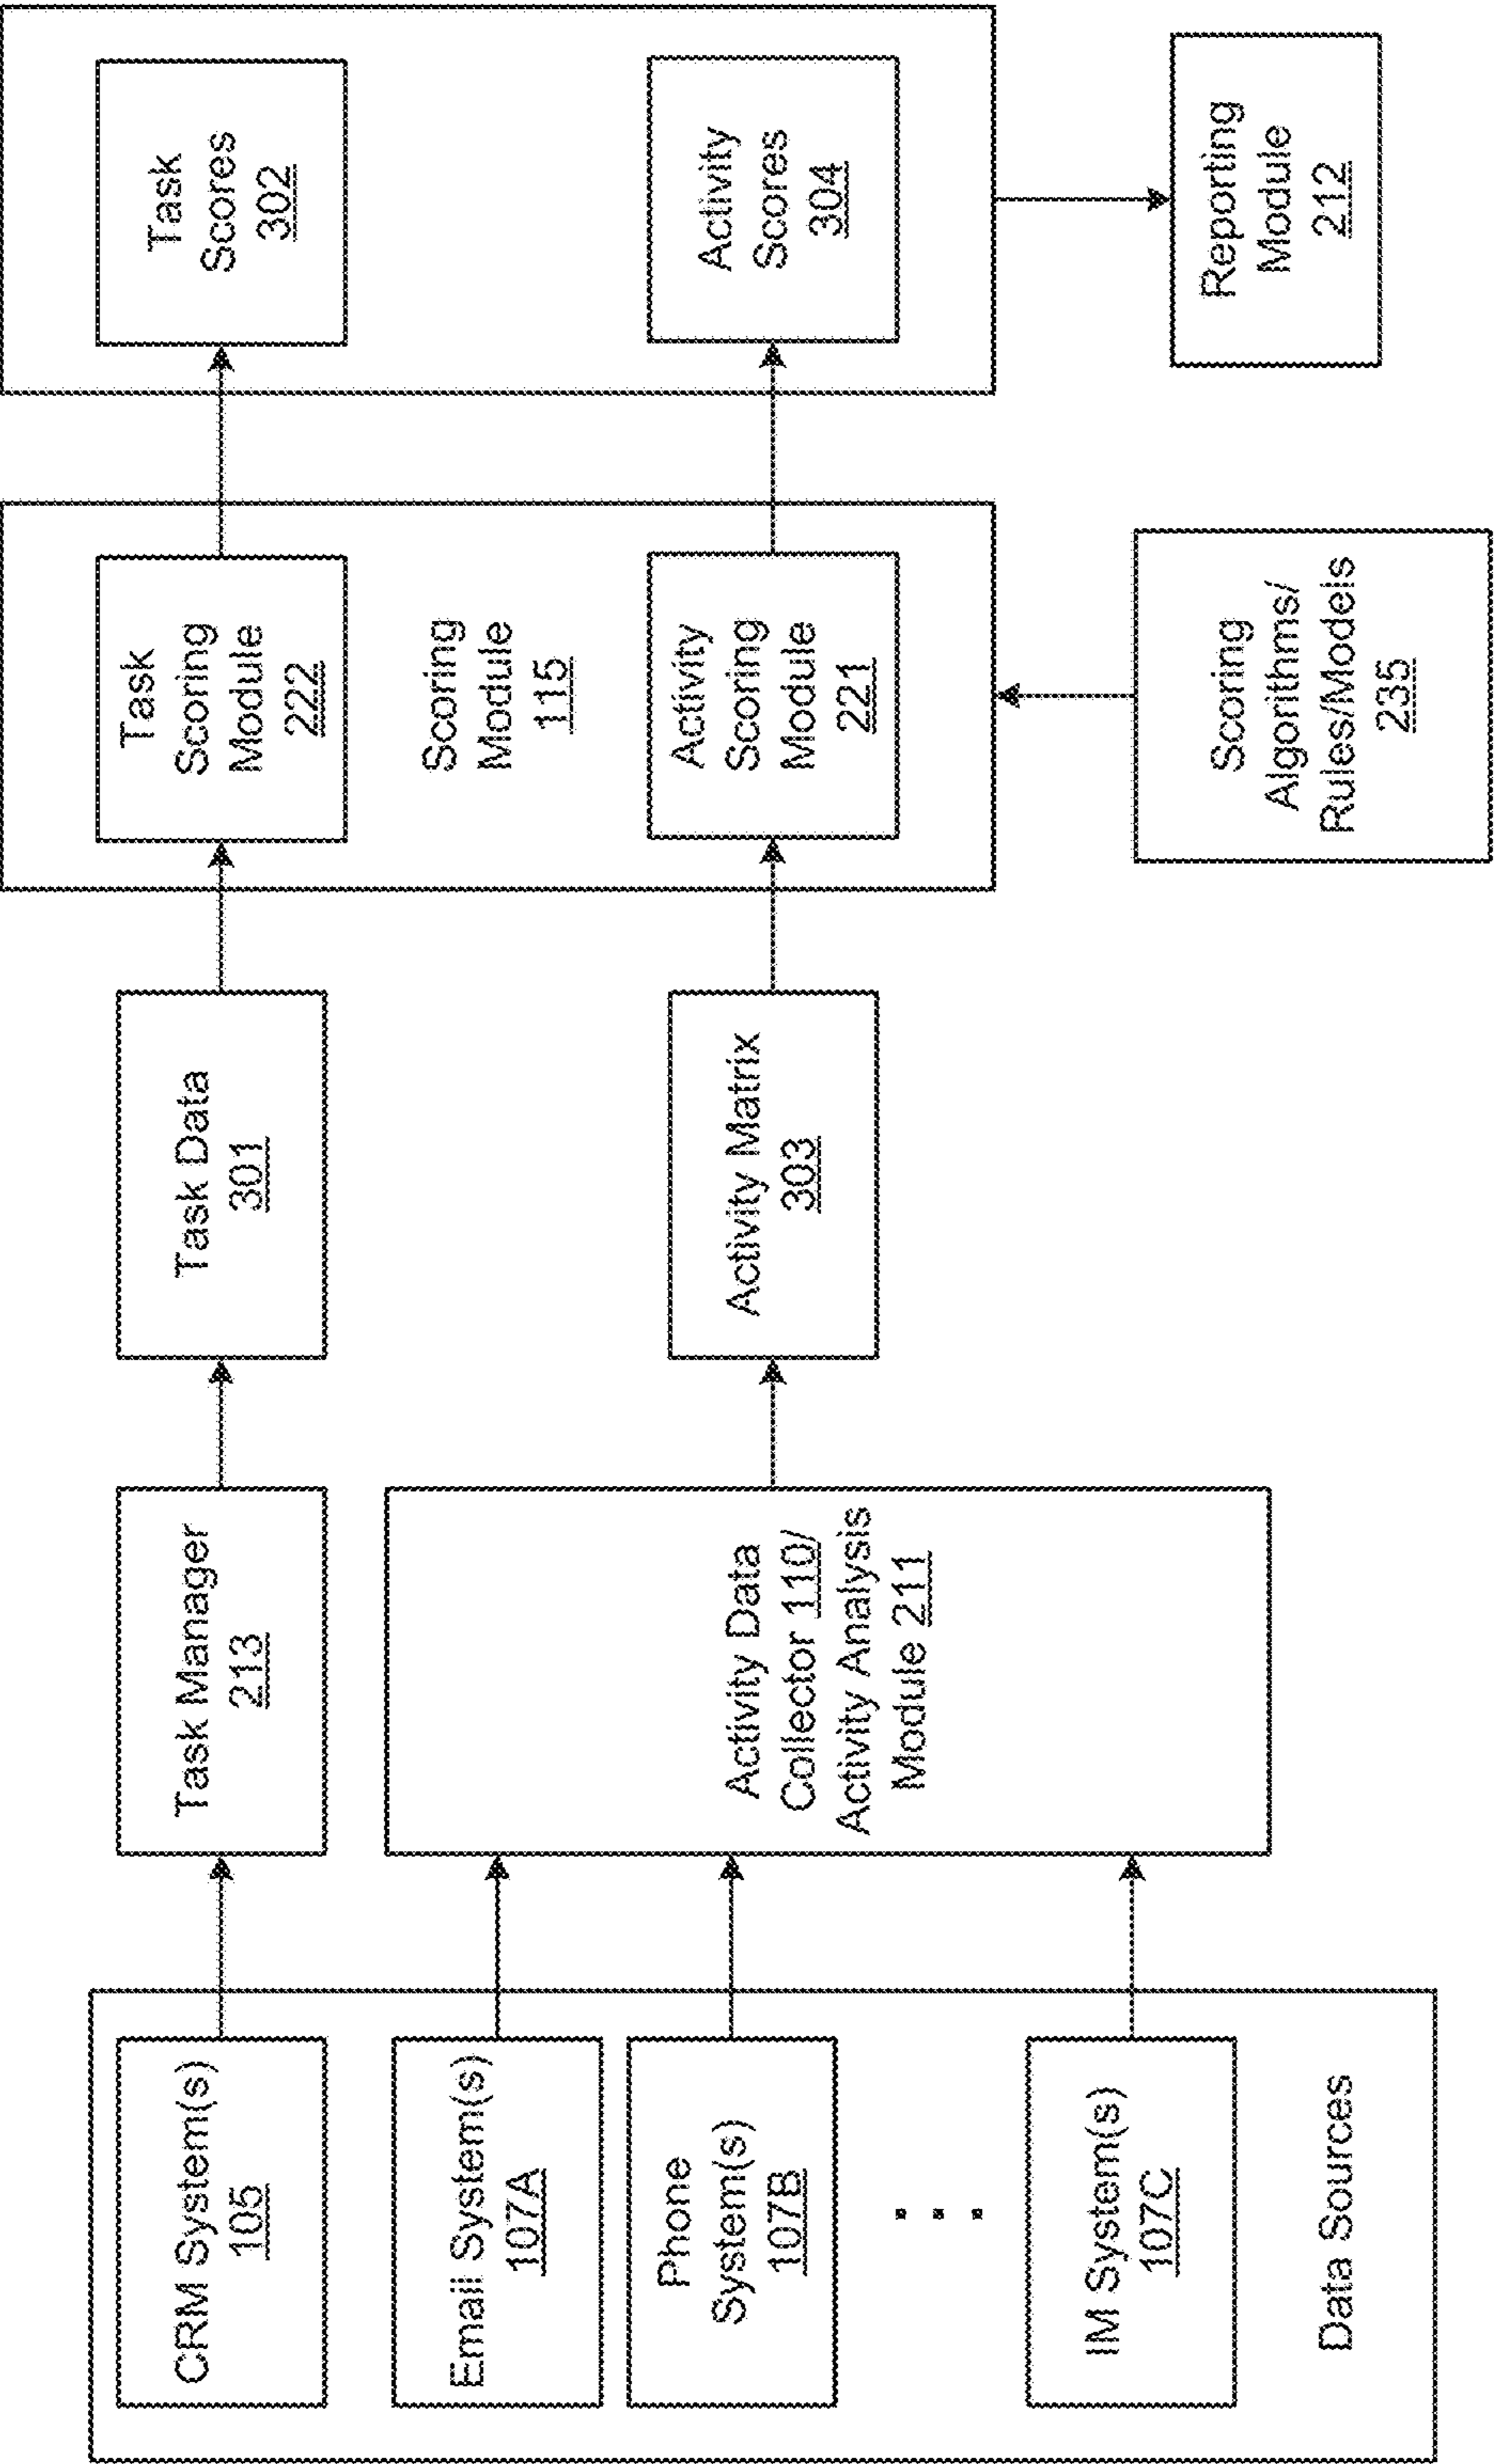 CRM System(s)
105
Email System(s)
107A
Phone
System(s)
107B
. . .
IM System(s)
107C
Data Sources
Task Manager
213
Activity Data
Collector 110/
Activity Analysis
Module 211
Task Data
301
Activity Matrix
303
Task
Scoring
Module
222
Scoring
Module
115
Activity
Scoring
Module
221
Scoring
Algorithms/
Rules/Models
235
Task
Scores
302
Activity
Scores
304
Reporting
Module
212